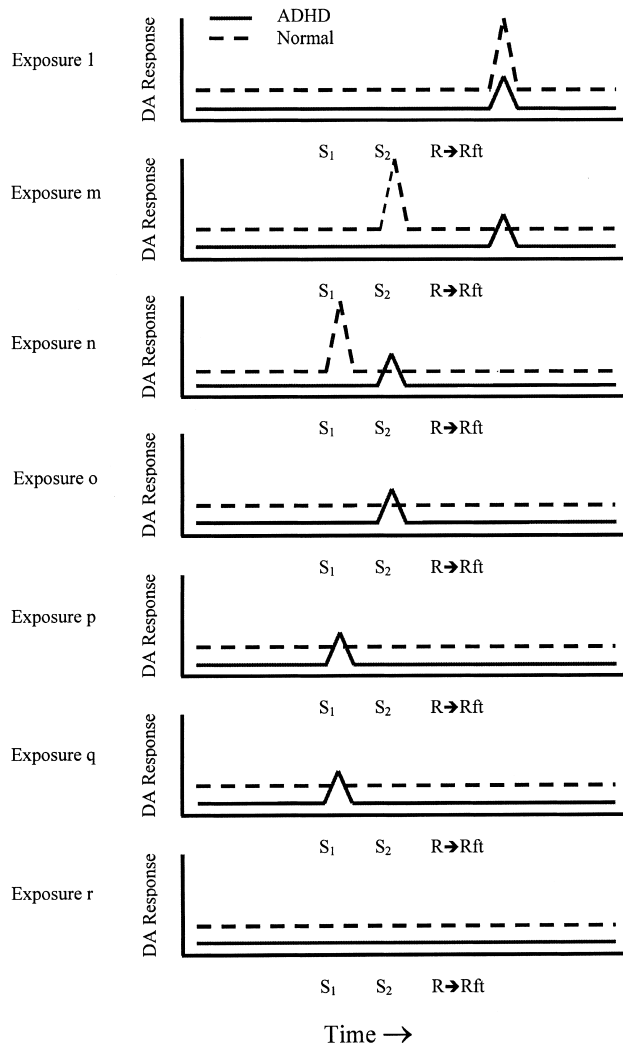 ADHD
Normal
Exposure 1
DA Response
S₁ S₂ R➔Rft
Exposure m
DA Response
S₁ S₂ R➔Rft
Exposure n
DA Response
S₁ S₂ R➔Rft
Exposure o
DA Response
S₁ S₂ R➔Rft
Exposure p
DA Response
S₁ S₂ R➔Rft
Exposure q
DA Response
S₁ S₂ R➔Rft
Exposure r
DA Response
S₁ S₂ R➔Rft
Time →